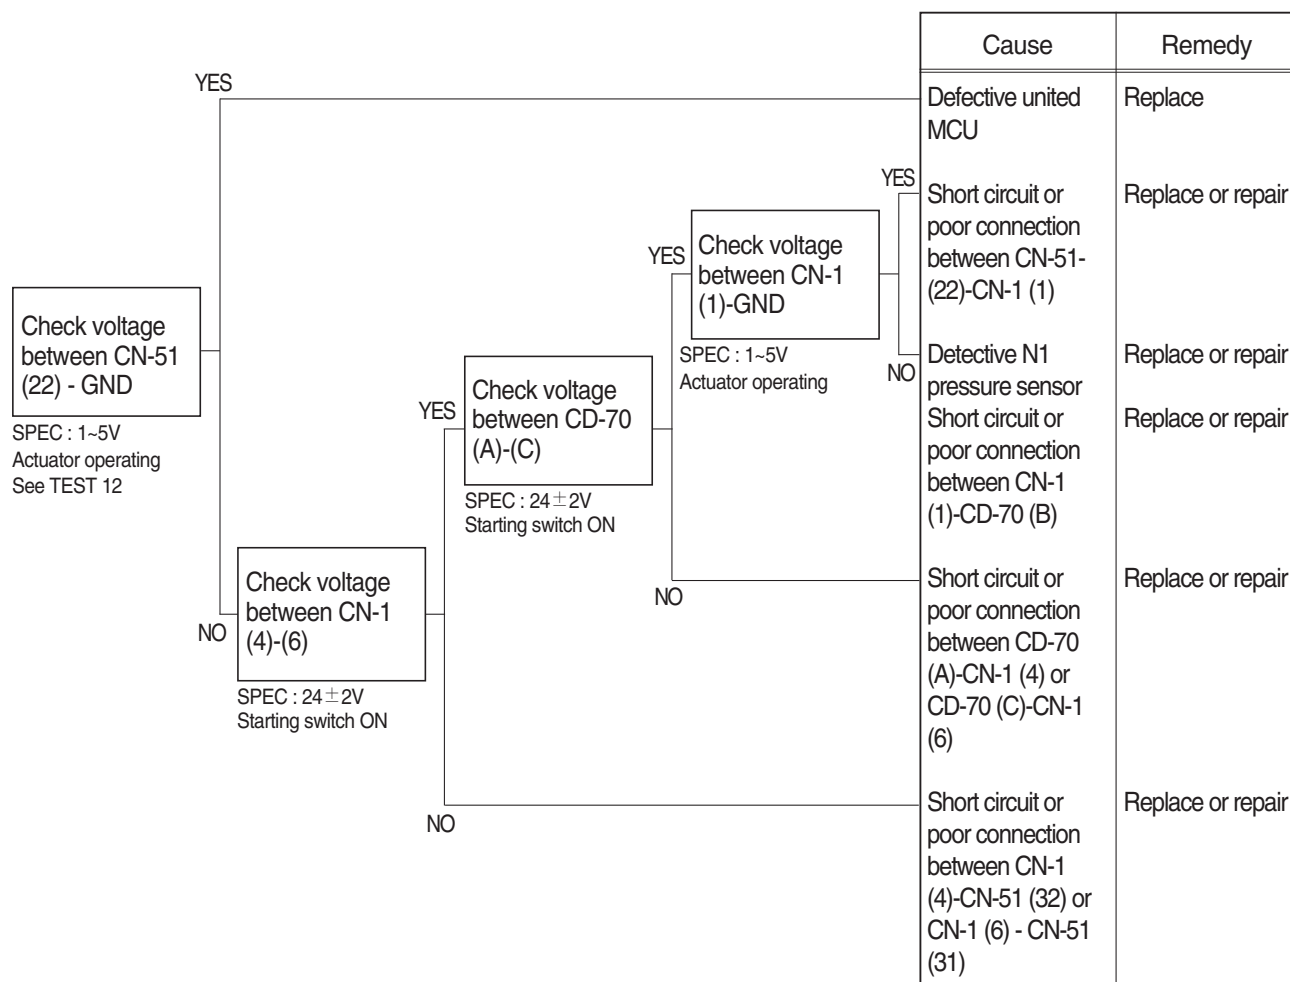 Cause
Remedy
YES
Defective united
MCU
Replace
YES
Short circuit or
poor connection
between CN-51-
(22)-CN-1 (1)
Replace or repair
YES
Check voltage
between CN-1
(1)-GND
SPEC : 1~5V
Actuator operating
NO
Detective N1
pressure sensor
Replace or repair
Short circuit or
poor connection
between CN-1
(1)-CD-70 (B)
Replace or repair
Check voltage
between CN-51
(22) - GND
SPEC : 1~5V
Actuator operating
See TEST 12
YES
Check voltage
between CD-70
(A)-(C)
SPEC : 24±2V
Starting switch ON
NO
Short circuit or
poor connection
between CD-70
(A)-CN-1 (4) or
CD-70 (C)-CN-1
(6)
Replace or repair
NO
Check voltage
between CN-1
(4)-(6)
SPEC : 24±2V
Starting switch ON
NO
Short circuit or
poor connection
between CN-1
(4)-CN-51 (32) or
CN-1 (6) - CN-51
(31)
Replace or repair